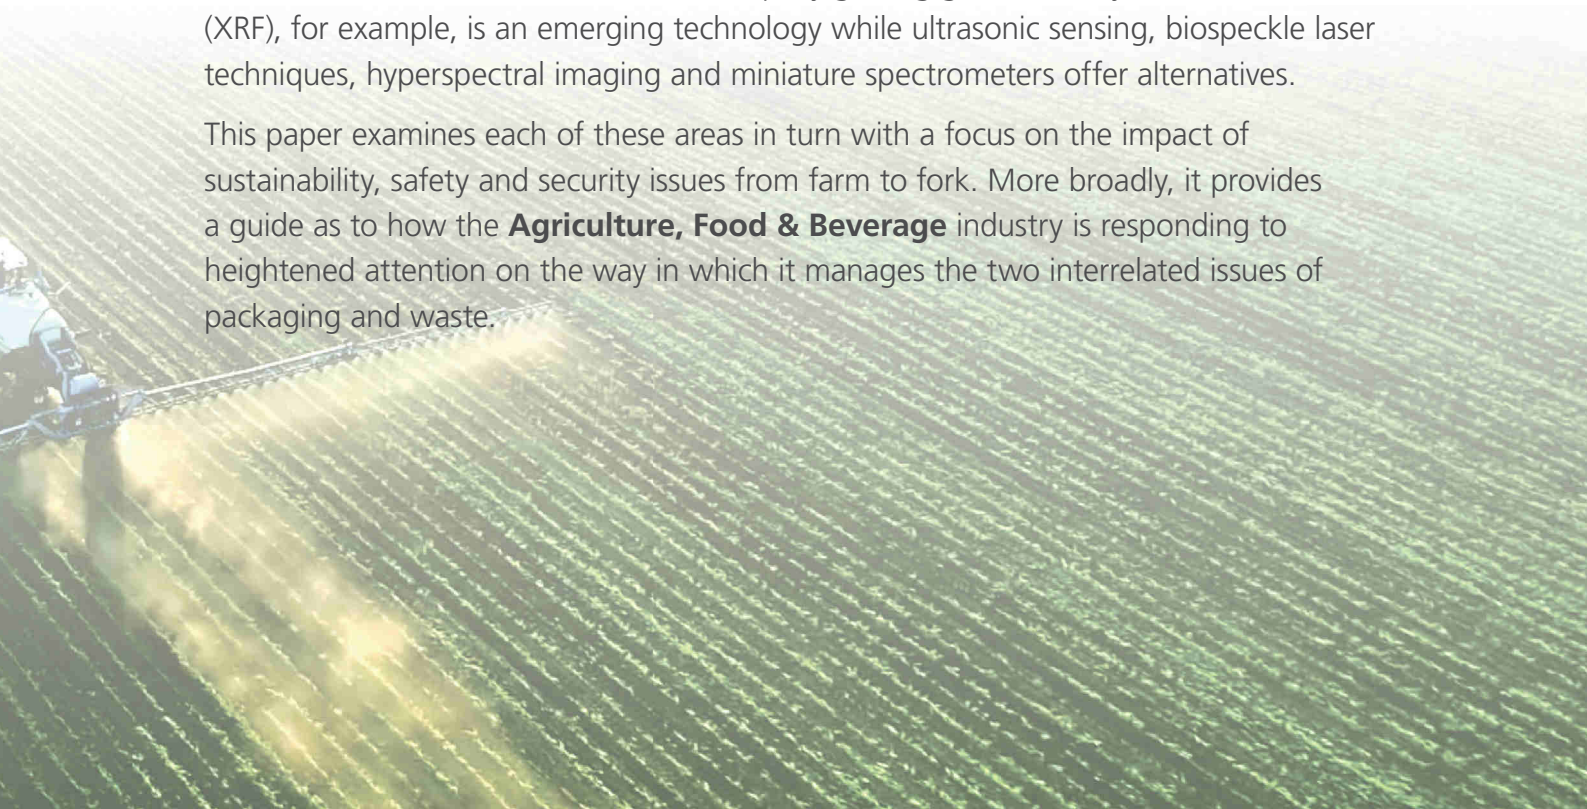 (XRF), for example, is an emerging technology while ultrasonic sensing, biospeckle laser
techniques, hyperspectral imaging and miniature spectrometers offer alternatives.
This paper examines each of these areas in turn with a focus on the impact of
sustainability, safety and security issues from farm to fork. More broadly, it provides
a guide as to how the Agriculture, Food & Beverage industry is responding to
heightened attention on the way in which it manages the two interrelated issues of
packaging and waste.